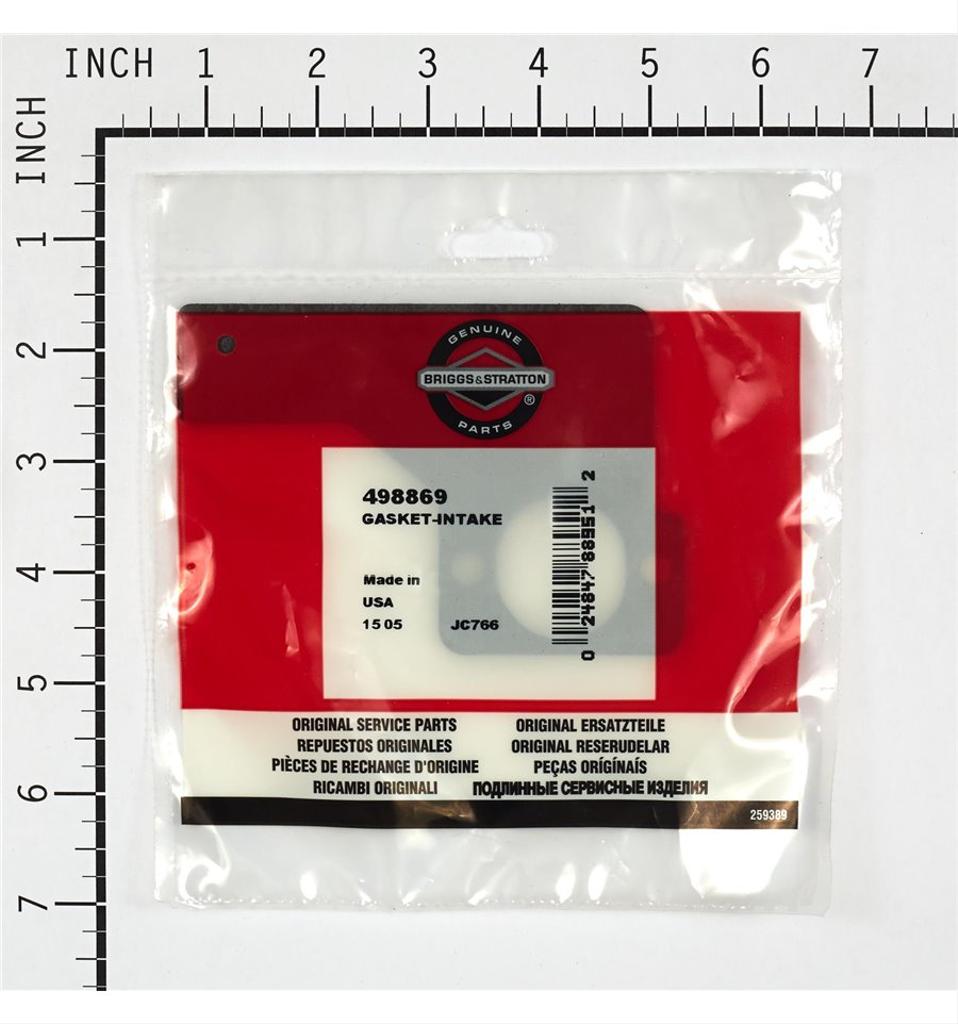 INCH 1 2 3 4 5 6 7
INCH
1
2
3
4
5
6
7
GENUINE
BRIGGS&STRATTON
®
PARTS
498869
GASKET-INTAKE
Made in
USA
15 05 JC766
0 24847 88951 2
ORIGINAL SERVICE PARTS ORIGINAL ERSATZTEILE
REPUESTOS ORIGINALES ORIGINAL RESERUDELAR
PIÈCES DE RECHANGE D'ORIGINE PEÇAS ORÍGÍNAÍS
RICAMBI ORIGINALI ПОДЛИННЫЕ СЕРВИСНЫЕ ИЗДЕЛИЯ
259389